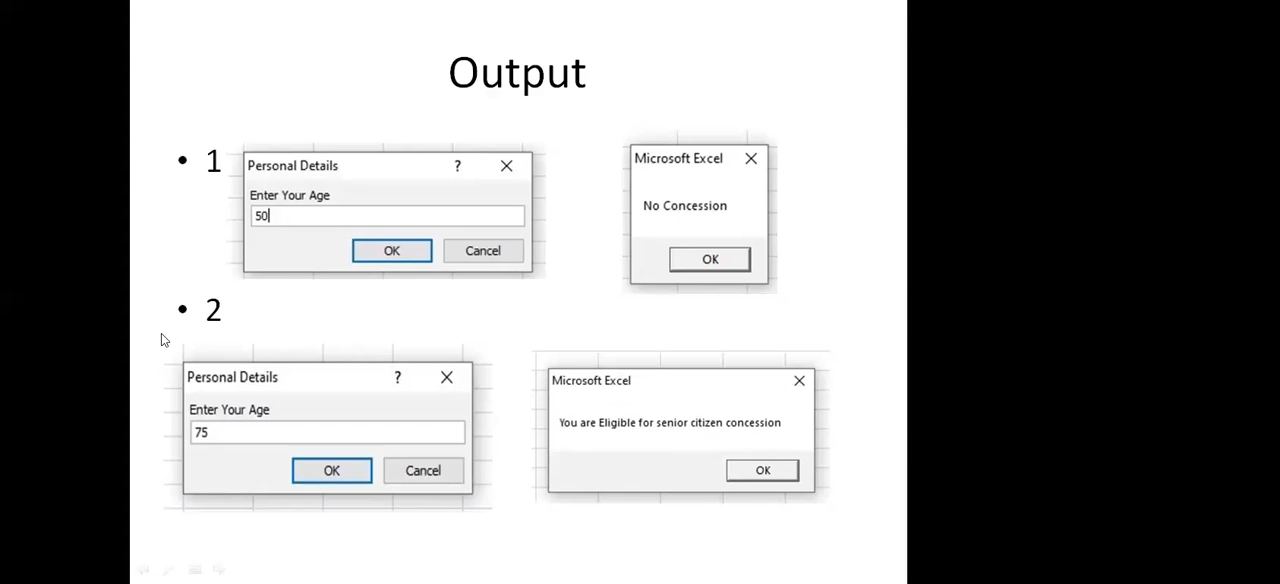 Output
• 1
Personal Details ?
Enter Your Age
50
OK Cancel
Microsoft Excel
No Concession
OK
• 2
Personal Details ?
Enter Your Age
75
OK Cancel
Microsoft Excel
You are Eligible for senior citizen concession
OK